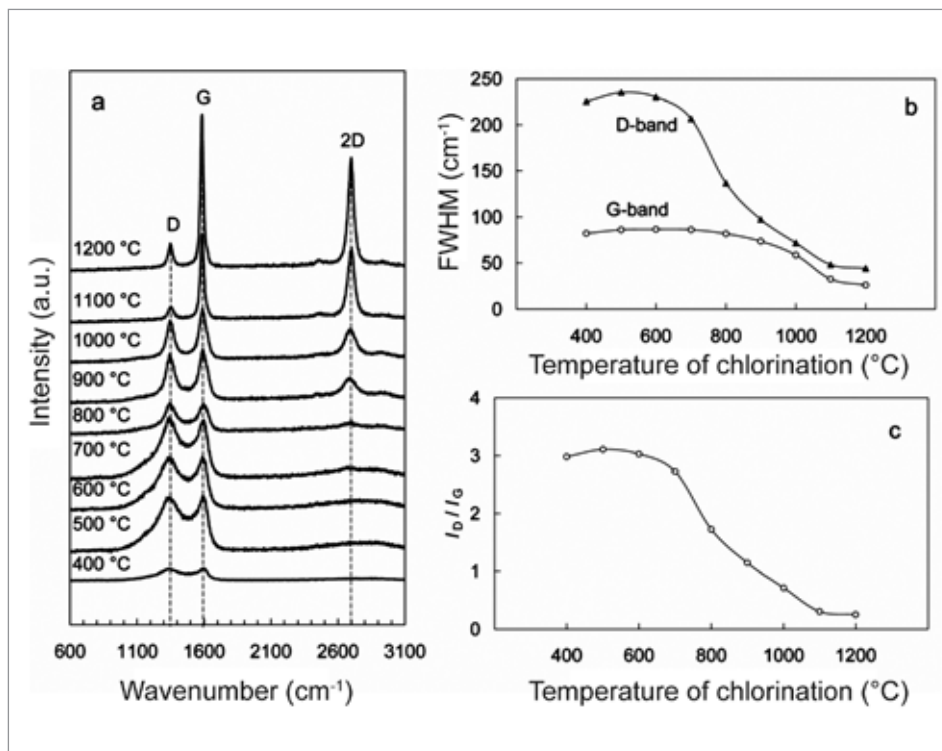 a
G
2D
D
1200 °C
1100 °C
1000 °C
900 °C
800 °C
700 °C
600 °C
500 °C
400 °C
Intensity (a.u.)
600 1100 1600 2100 2600 3100
Wavenumber (cm⁻¹)
b
250
200
150
100
50
0
D-band
G-band
FWHM (cm⁻¹)
400 600 800 1000 1200
Temperature of chlorination (°C)
c
4
3
2
1
0
I_D / I_G
400 600 800 1000 1200
Temperature of chlorination (°C)